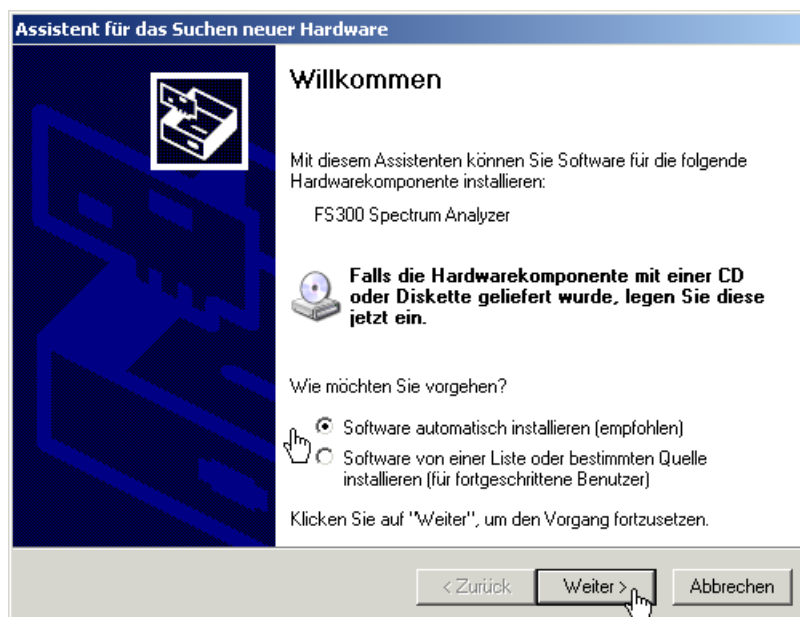 Assistent für das Suchen neuer Hardware
Willkommen
Mit diesem Assistenten können Sie Software für die folgende
Hardwarekomponente installieren:
FS300 Spectrum Analyzer
Falls die Hardwarekomponente mit einer CD
oder Diskette geliefert wurde, legen Sie diese
jetzt ein.
Wie möchten Sie vorgehen?
Software automatisch installieren (empfohlen)
Software von einer Liste oder bestimmten Quelle
installieren (für fortgeschrittene Benutzer)
Klicken Sie auf "Weiter", um den Vorgang fortzusetzen.
< Zurück Weiter > Abbrechen